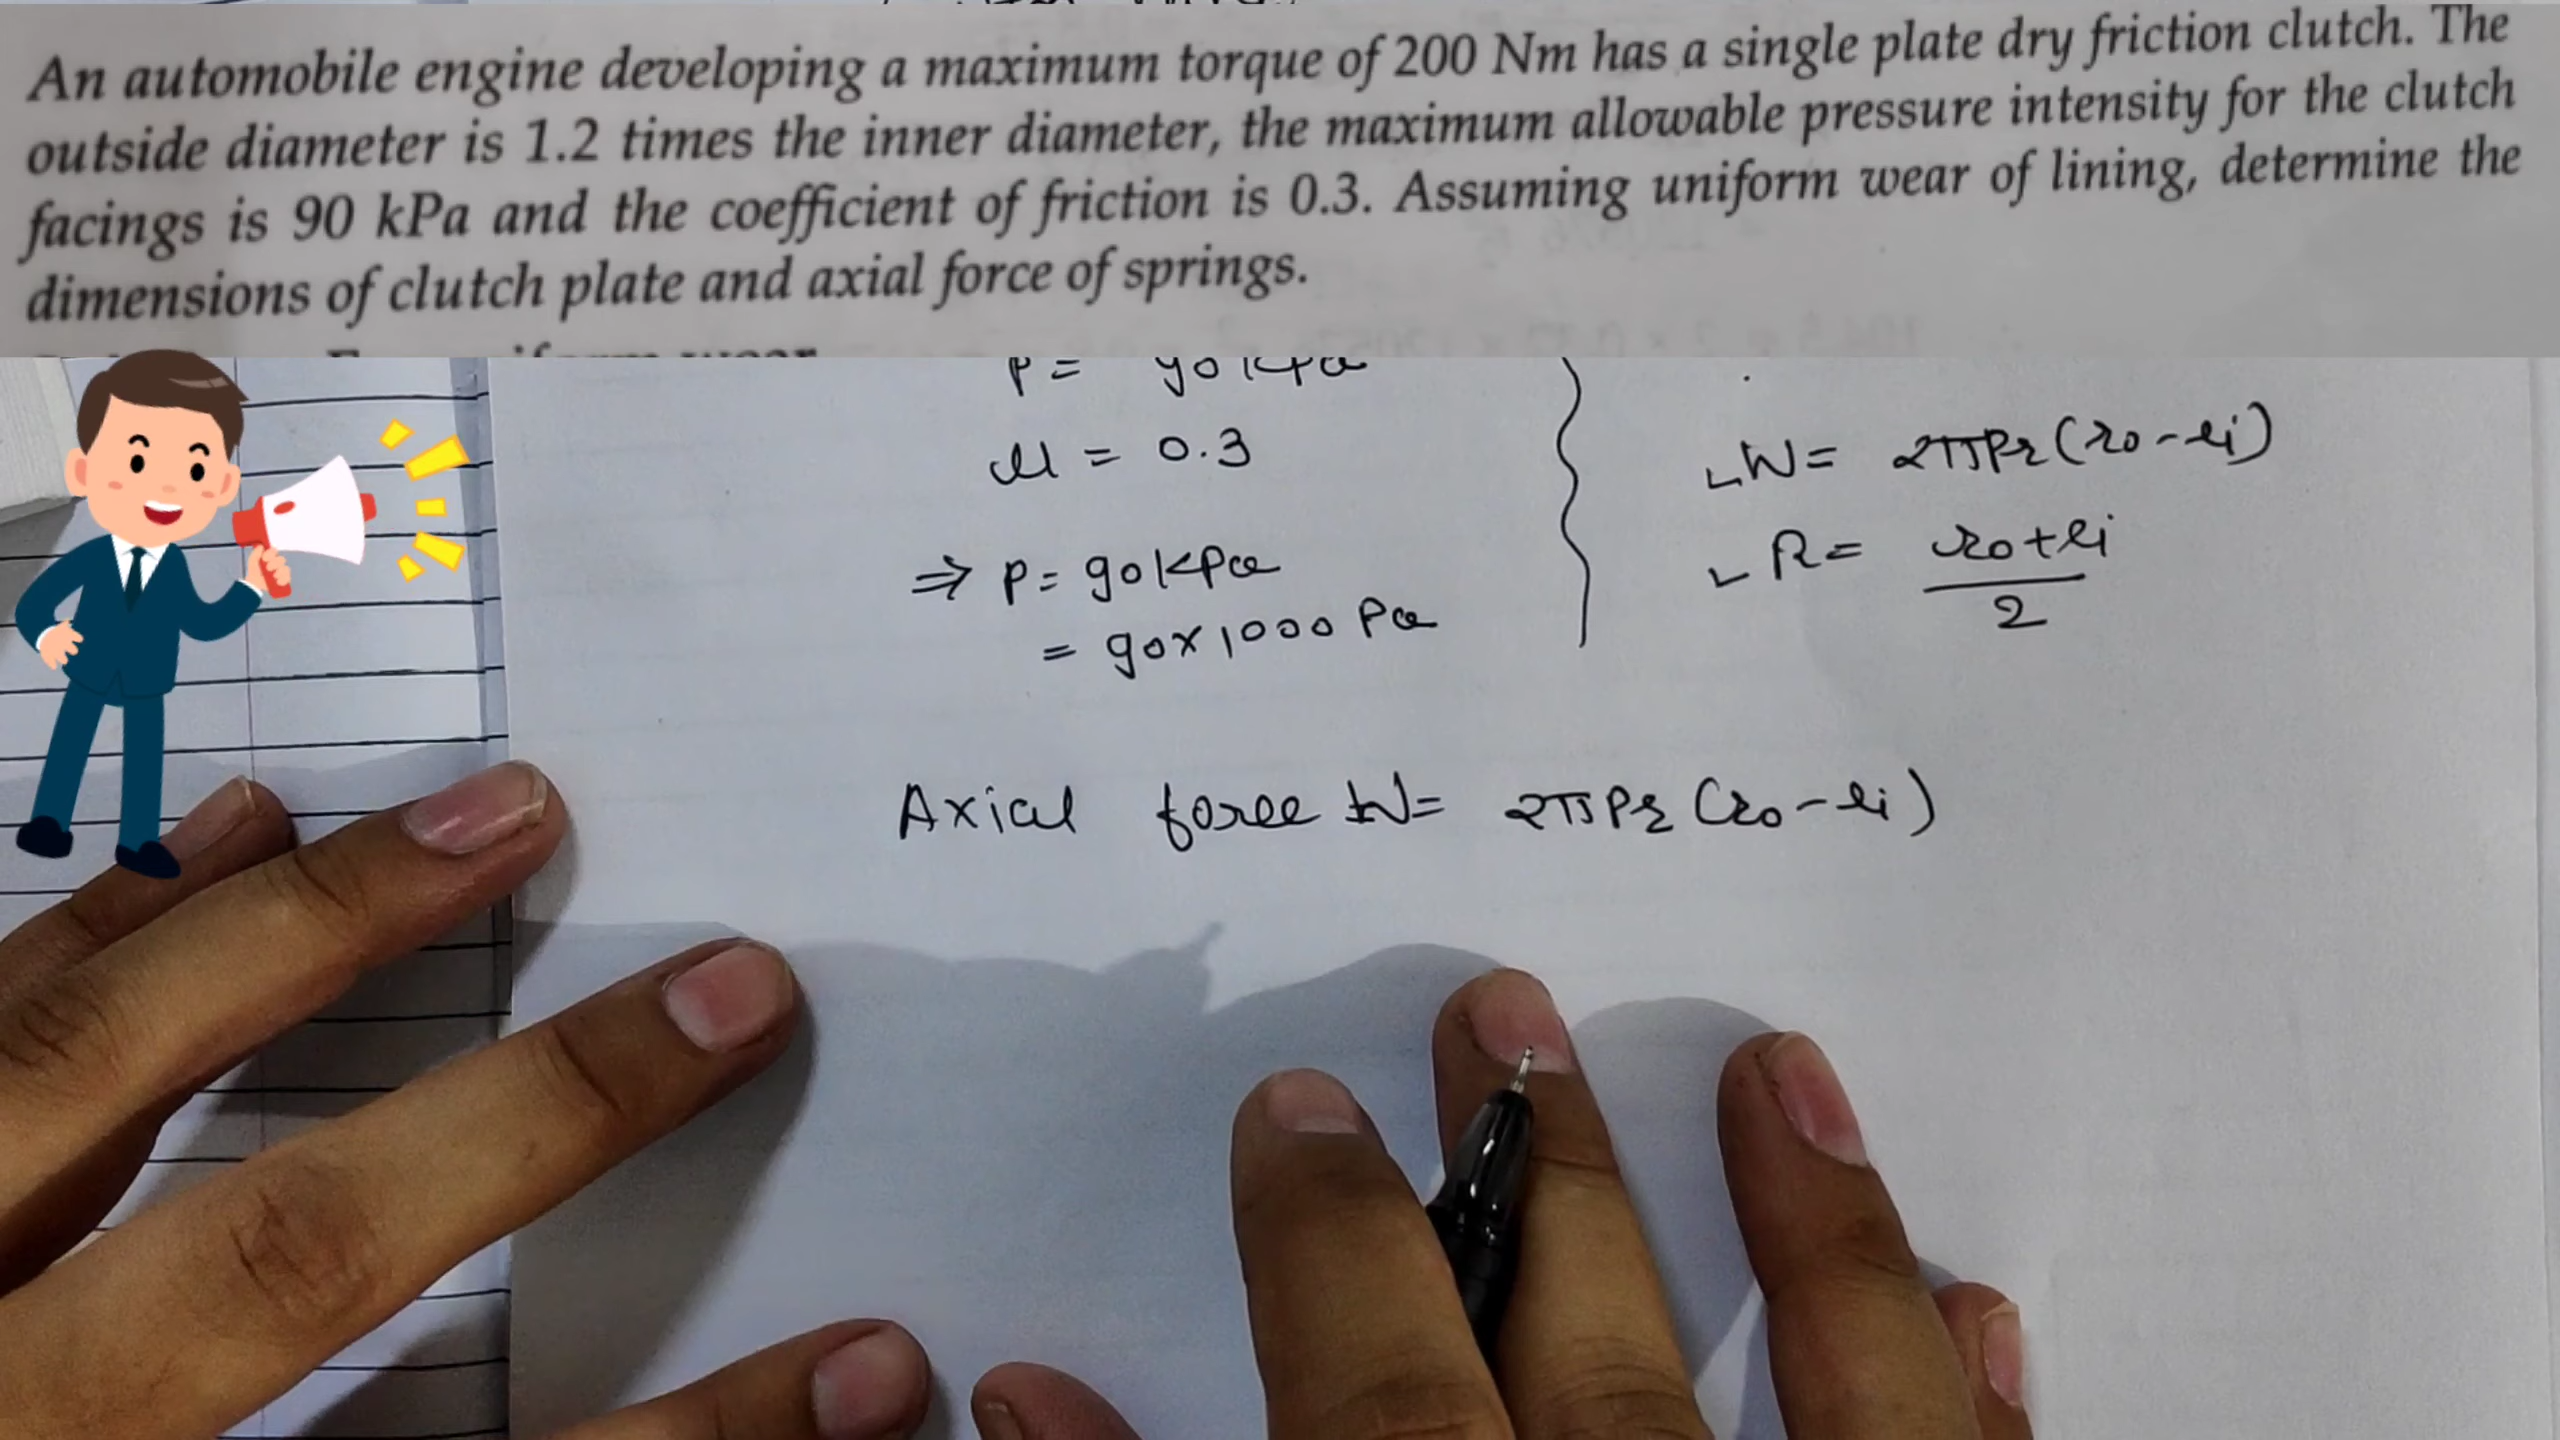 An automobile engine developing a maximum torque of 200 Nm has a single plate dry friction clutch. The
outside diameter is 1.2 times the inner diameter, the maximum allowable pressure intensity for the clutch
facings is 90 kPa and the coefficient of friction is 0.3. Assuming uniform wear of lining, determine the
dimensions of clutch plate and axial force of springs.
P = 90 kPa
μ = 0.3
⇒ P = 90 kPa
= 90x1000 Pa
W = 2πPr(ro-ri)
R = ro+ri
2
Axial force W = 2πPr(ro-ri)